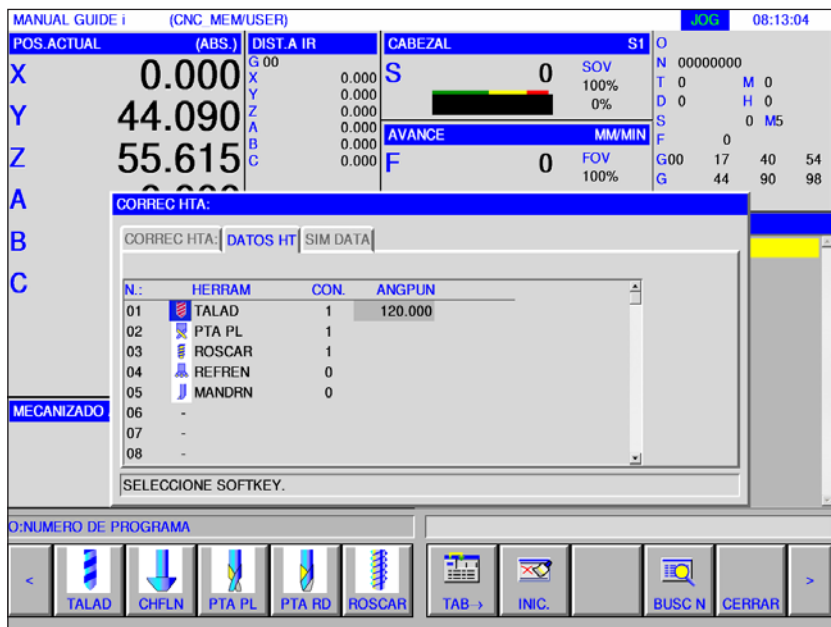 MANUAL GUIDE i (CNC_MEM/USER) JOG 08:13:04
POS.ACTUAL (ABS.) DIST.A IR CABEZAL S1 O
G 00 N 00000000
X 0.000 X 0.000 S 0 SOV 100% 0% T 0 M 0
Y 0.000 D 0 H 0
Y 44.090 Z 0.000 S 0 M5
A 0.000 AVANCE MM/MIN F 0
Z 55.615 B 0.000 F 0 FOV 100% G00 17 40 54
C 0.000 G 44 90 98
A
CORREC HTA:
B
CORREC HTA: DATOS HT SIM DATA
C
N.: HERRAM CON. ANGPUN
01 TALAD 1 120.000
02 PTA PL 1
03 ROSCAR 1
04 REFREN 0
05 MANDRN 0
MECANIZADO
06 -
07 -
08 -
SELECCIONE SOFTKEY.
O:NUMERO DE PROGRAMA
< TALAD CHFLN PTA PL PTA RD ROSCAR TAB→ INIC. BUSC N CERRAR >